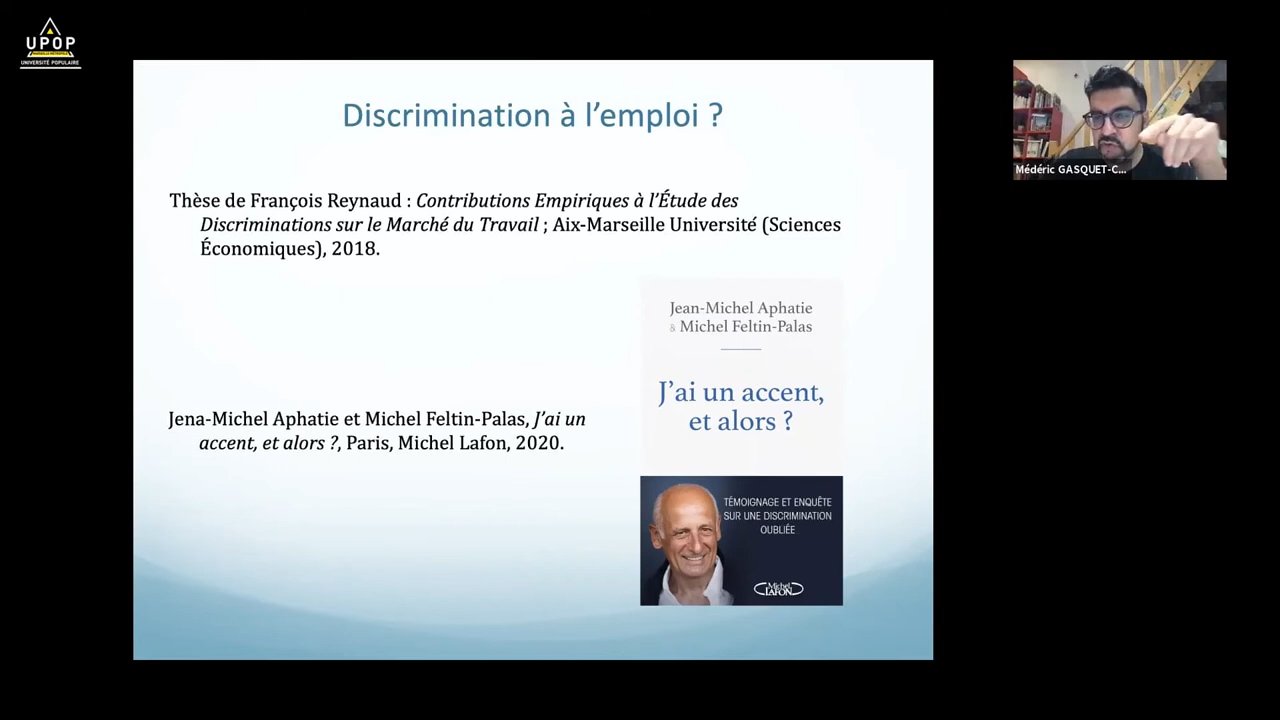 UPOP
UNIVERSITÉ POPULAIRE
Discrimination à l’emploi ?
Thèse de François Reynaud : Contributions Empiriques à l’Étude des
Discriminations sur le Marché du Travail ; Aix-Marseille Université (Sciences
Économiques), 2018.
Jean-Michel Aphatie
& Michel Feltin-Palas
J’ai un accent,
et alors ?
Jena-Michel Aphatie et Michel Feltin-Palas, J’ai un
accent, et alors ?, Paris, Michel Lafon, 2020.
TÉMOIGNAGE ET ENQUÊTE
SUR UNE DISCRIMINATION
OUBLIÉE
Michel
LAFON
Médéric GASQUET-C...